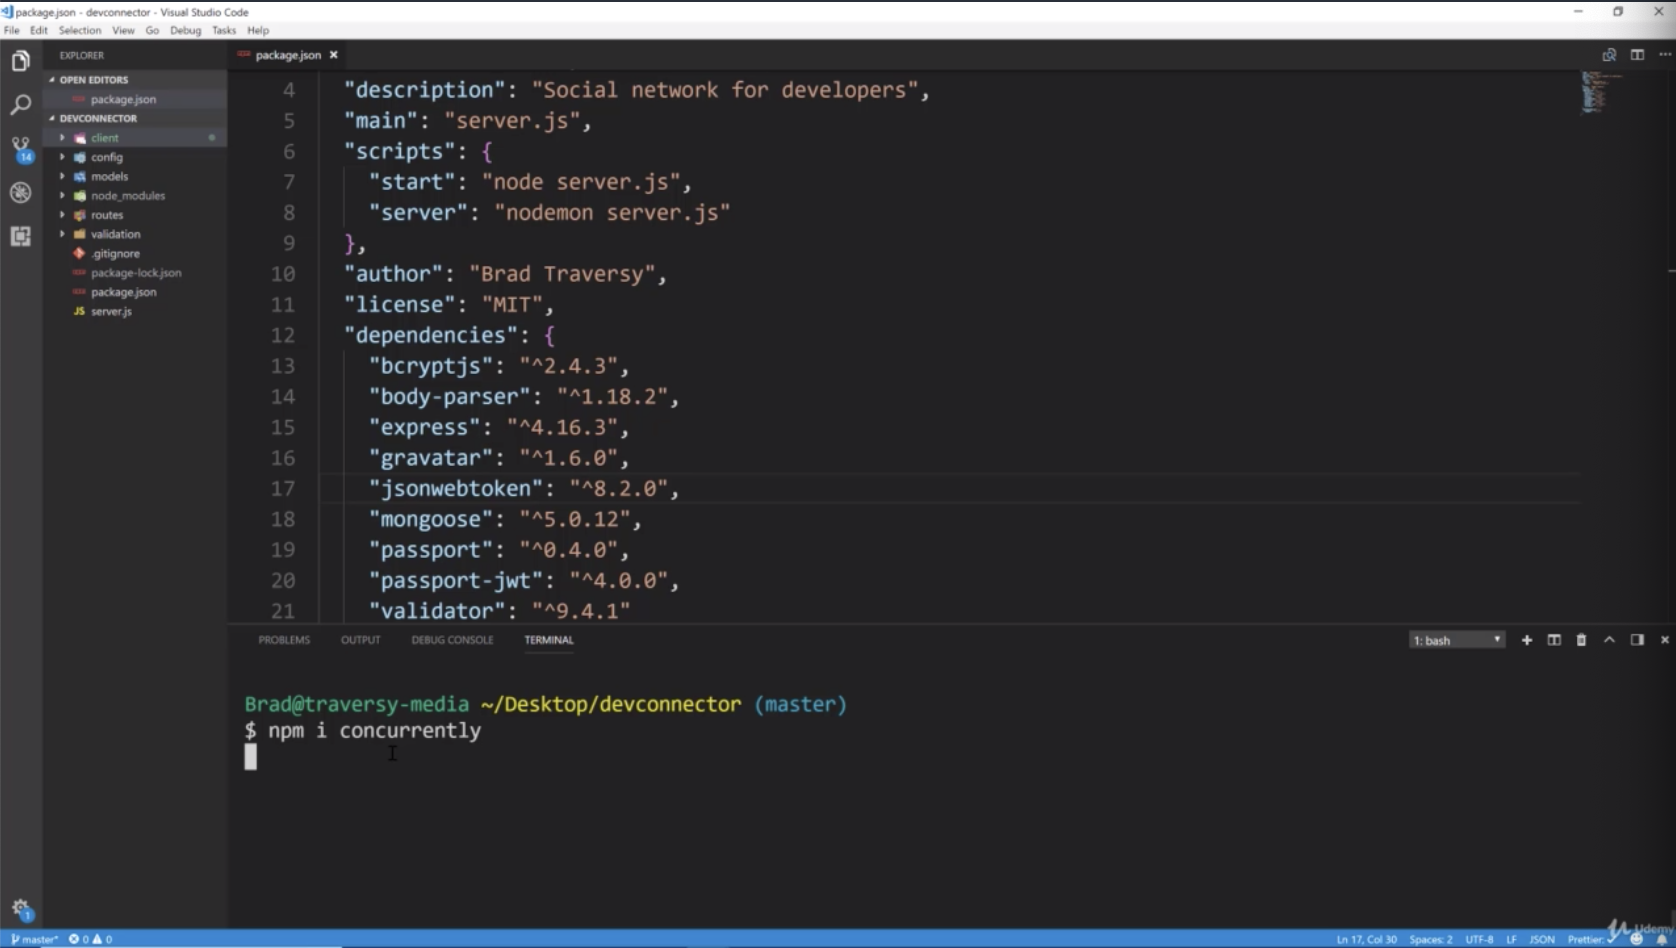 package.json - devconnector - Visual Studio Code
File Edit Selection View Go Debug Tasks Help
EXPLORER
OPEN EDITORS
package.json
DEVCONNECTOR
client
config
models
node_modules
routes
validation
.gitignore
package-lock.json
package.json
JS server.js
14
1
package.json ×
4 "description": "Social network for developers",
5 "main": "server.js",
6 "scripts": {
7 "start": "node server.js",
8 "server": "nodemon server.js"
9 },
10 "author": "Brad Traversy",
11 "license": "MIT",
12 "dependencies": {
13 "bcryptjs": "^2.4.3",
14 "body-parser": "^1.18.2",
15 "express": "^4.16.3",
16 "gravatar": "^1.6.0",
17 "jsonwebtoken": "^8.2.0",
18 "mongoose": "^5.0.12",
19 "passport": "^0.4.0",
20 "passport-jwt": "^4.0.0",
21 "validator": "^9.4.1"
PROBLEMS OUTPUT DEBUG CONSOLE TERMINAL 1: bash
Brad@traversy-media ~/Desktop/devconnector (master)
$ npm i concurrently
master* 0 0 Ln 17, Col 30 Spaces: 2 UTF-8 LF JSON Prettier: ✓
Udemy